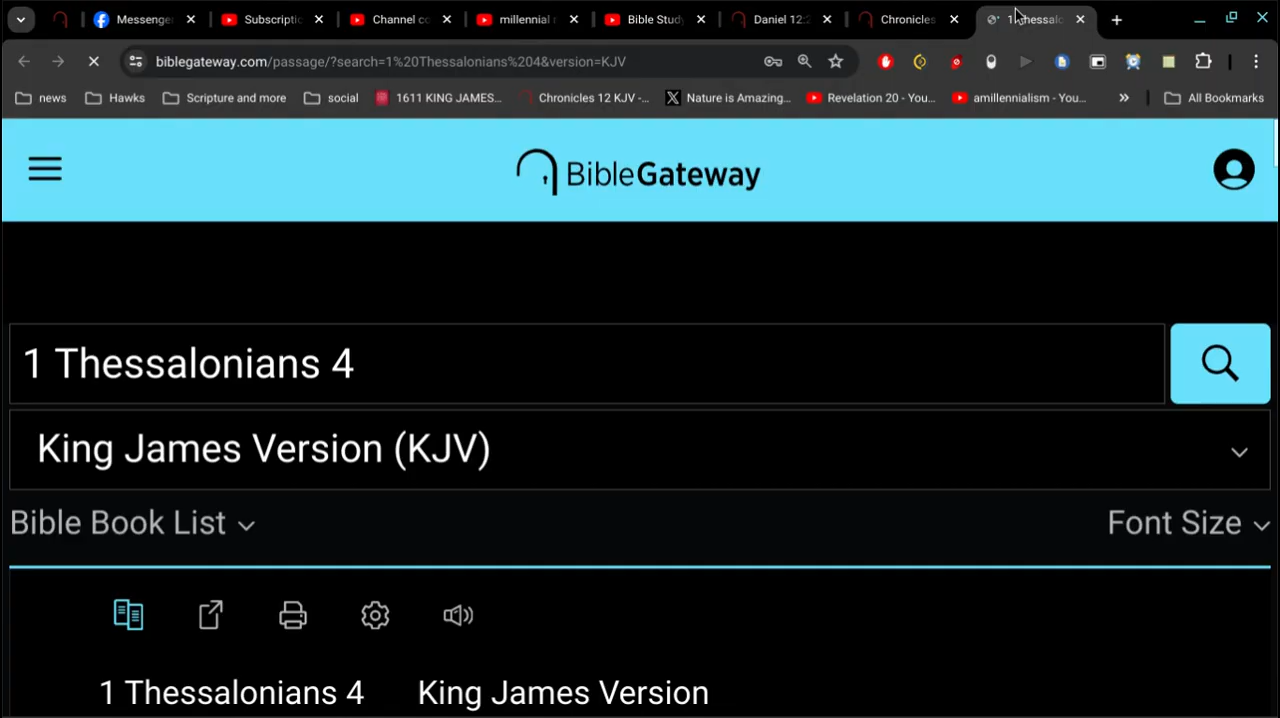 Messenge
Subscriptio
Channel co
millennial
Bible Study
Daniel 12:2
Chronicles
1 Thessalo
biblegateway.com/passage/?search=1%20Thessalonians%204&version=KJV
news
Hawks
Scripture and more
social
1611 KING JAMES...
Chronicles 12 KJV -...
Nature is Amazing...
Revelation 20 - You...
amillennialism - You...
»
All Bookmarks
BibleGateway
1 Thessalonians 4
King James Version (KJV)
Bible Book List
Font Size
1 Thessalonians 4 King James Version